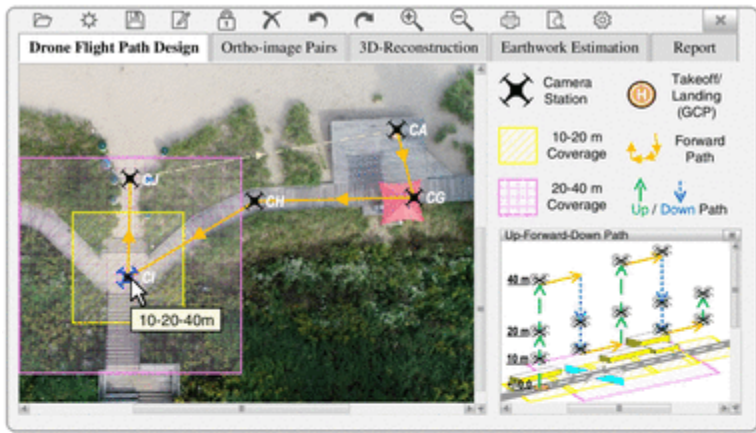 Drone Flight Path Design
Ortho-image Pairs
3D-Reconstruction
Earthwork Estimation
Report
CA
CJ
CH
CG
CI
10-20-40m
Camera
Station
Takeoff/
Landing
(GCP)
H
10-20 m
Coverage
Forward
Path
20-40 m
Coverage
Up / Down Path
Up-Forward-Down Path
40 m
20 m
10 m